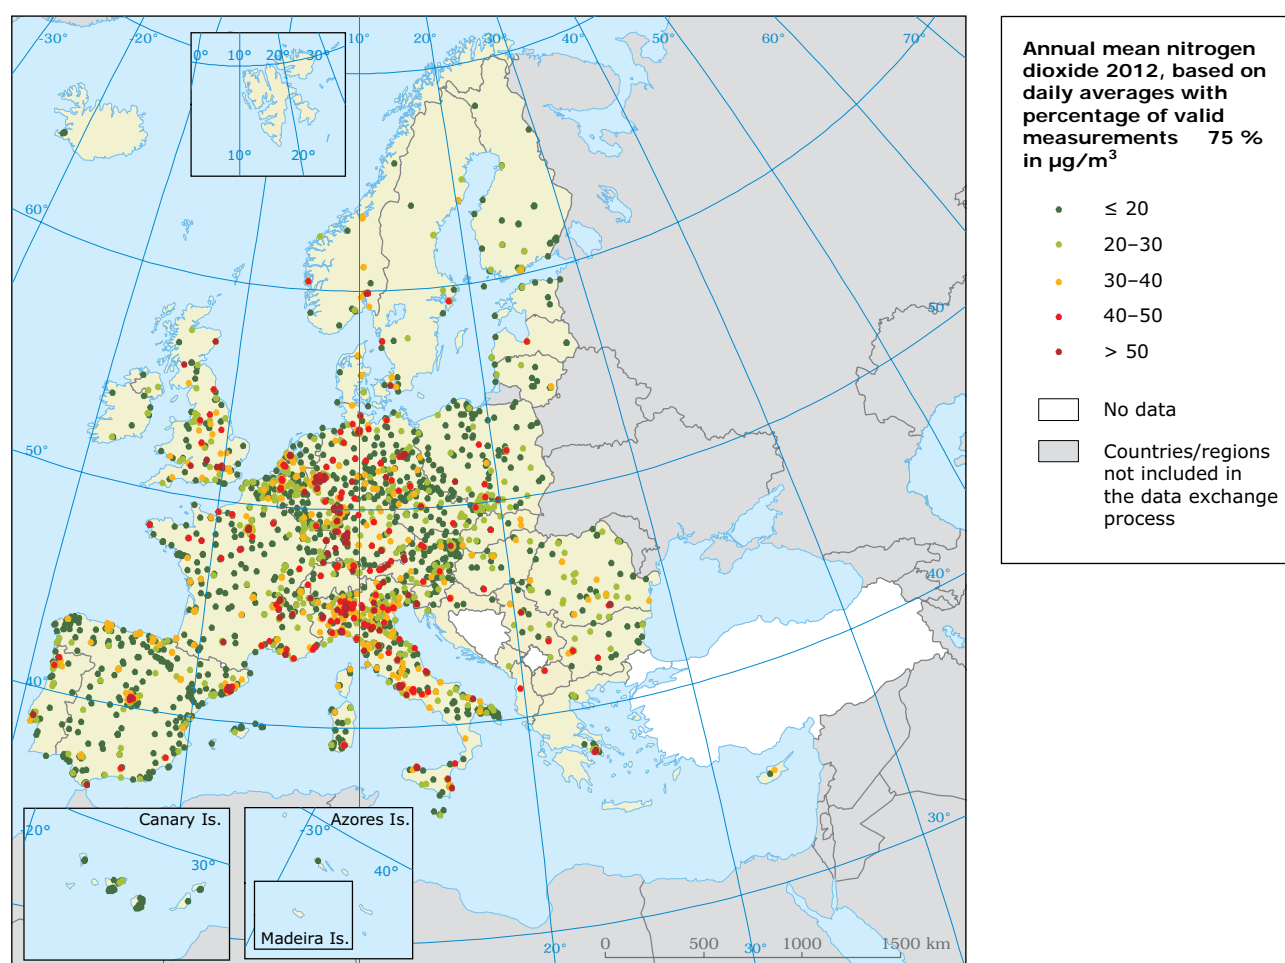 -30° -20° 10° 20° 30° 40° 50° 60° 70°
0° 10° 20° 30°
10° 20°
60°
50°
50°
40°
40°
30°
Canary Is.
-20°
30°
Azores Is.
-30°
40°
Madeira Is.
20° 30°
0 500 1000 1500 km
Annual mean nitrogen
dioxide 2012, based on
daily averages with
percentage of valid
measurements 75 %
in µg/m³
≤ 20
20–30
30–40
40–50
> 50
No data
Countries/regions
not included in
the data exchange
process